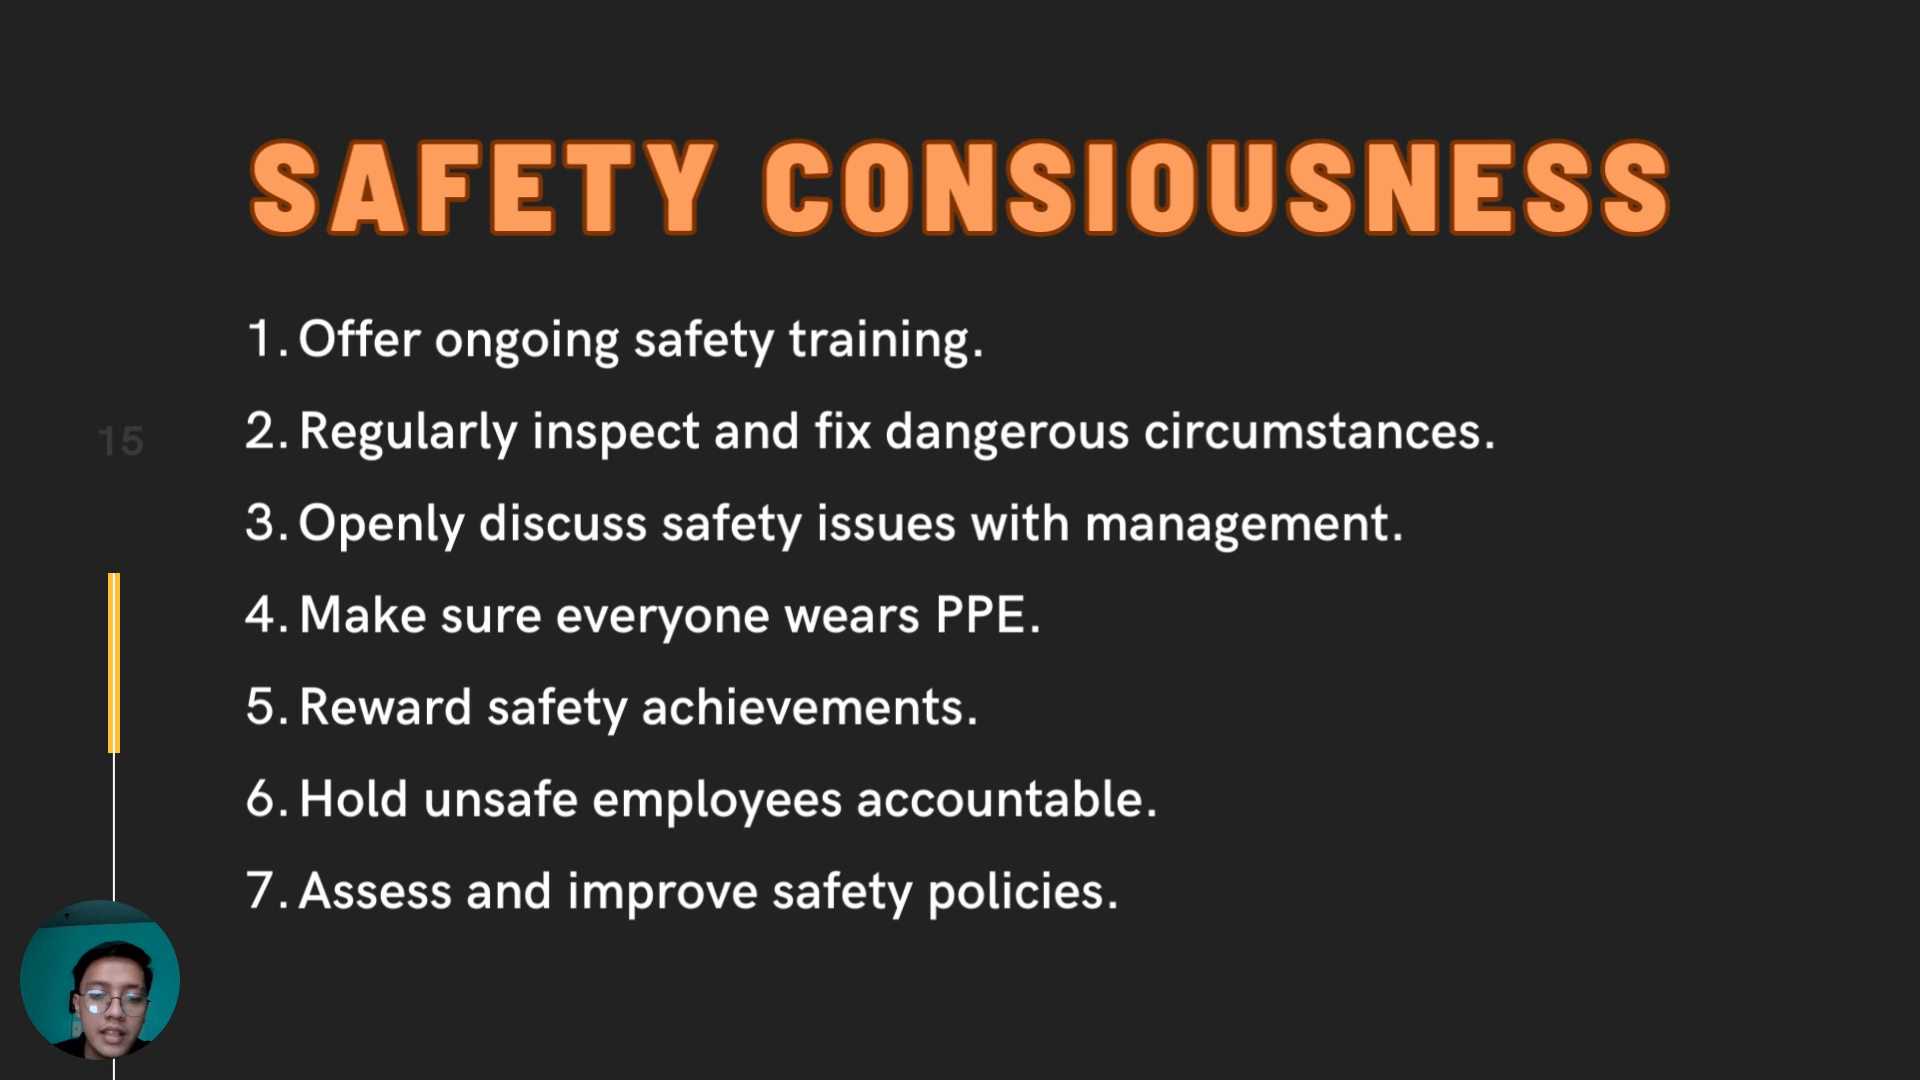 SAFETY CONSIOUSNESS
1. Offer ongoing safety training.
15
2. Regularly inspect and fix dangerous circumstances.
3. Openly discuss safety issues with management.
4. Make sure everyone wears PPE.
5. Reward safety achievements.
6. Hold unsafe employees accountable.
7. Assess and improve safety policies.